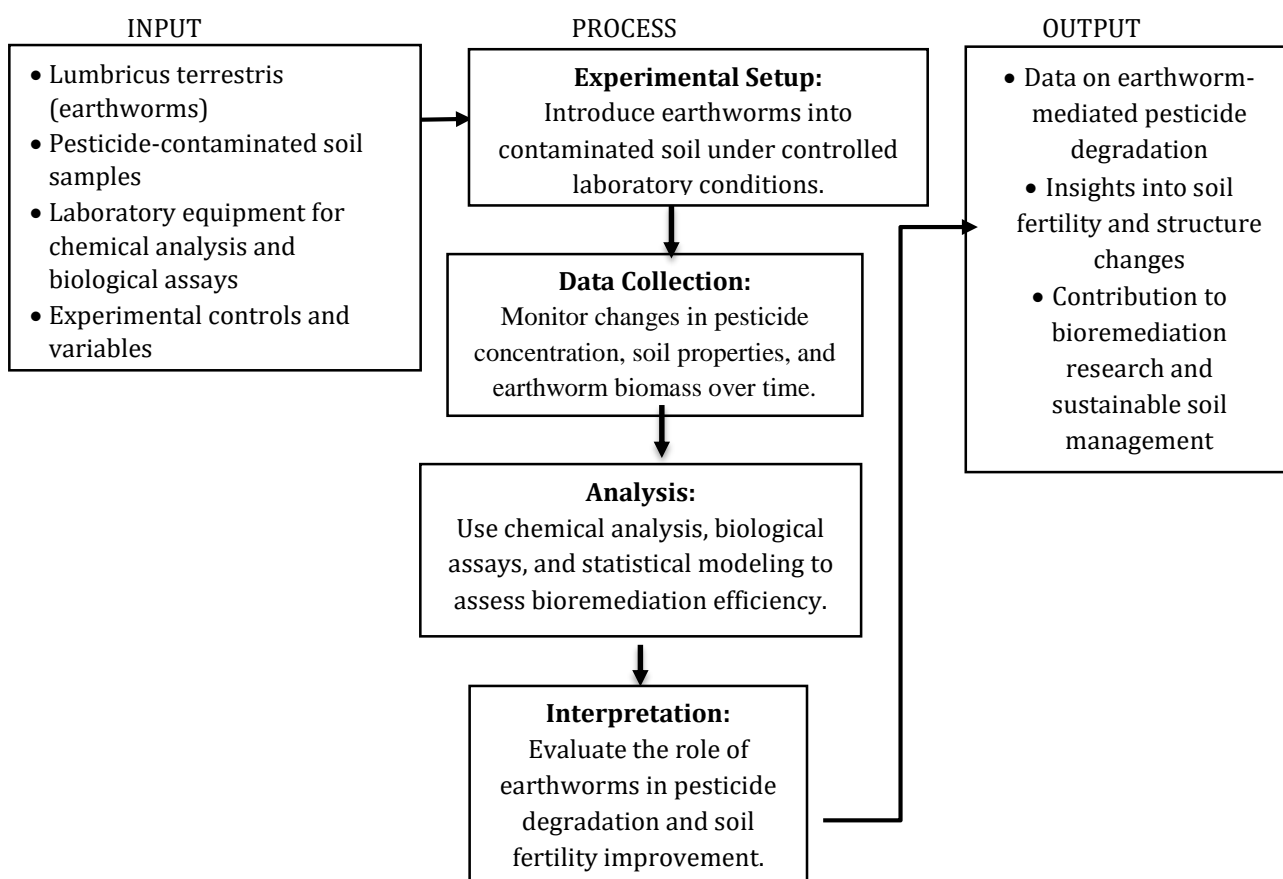 INPUT
• Lumbricus terrestris
(earthworms)
• Pesticide-contaminated soil
samples
• Laboratory equipment for
chemical analysis and
biological assays
• Experimental controls and
variables
PROCESS
Experimental Setup:
Introduce earthworms into
contaminated soil under controlled
laboratory conditions.
Data Collection:
Monitor changes in pesticide
concentration, soil properties, and
earthworm biomass over time.
Analysis:
Use chemical analysis, biological
assays, and statistical modeling to
assess bioremediation efficiency.
Interpretation:
Evaluate the role of
earthworms in pesticide
degradation and soil
fertility improvement.
OUTPUT
• Data on earthworm-
mediated pesticide
degradation
• Insights into soil
fertility and structure
changes
• Contribution to
bioremediation
research and
sustainable soil
management